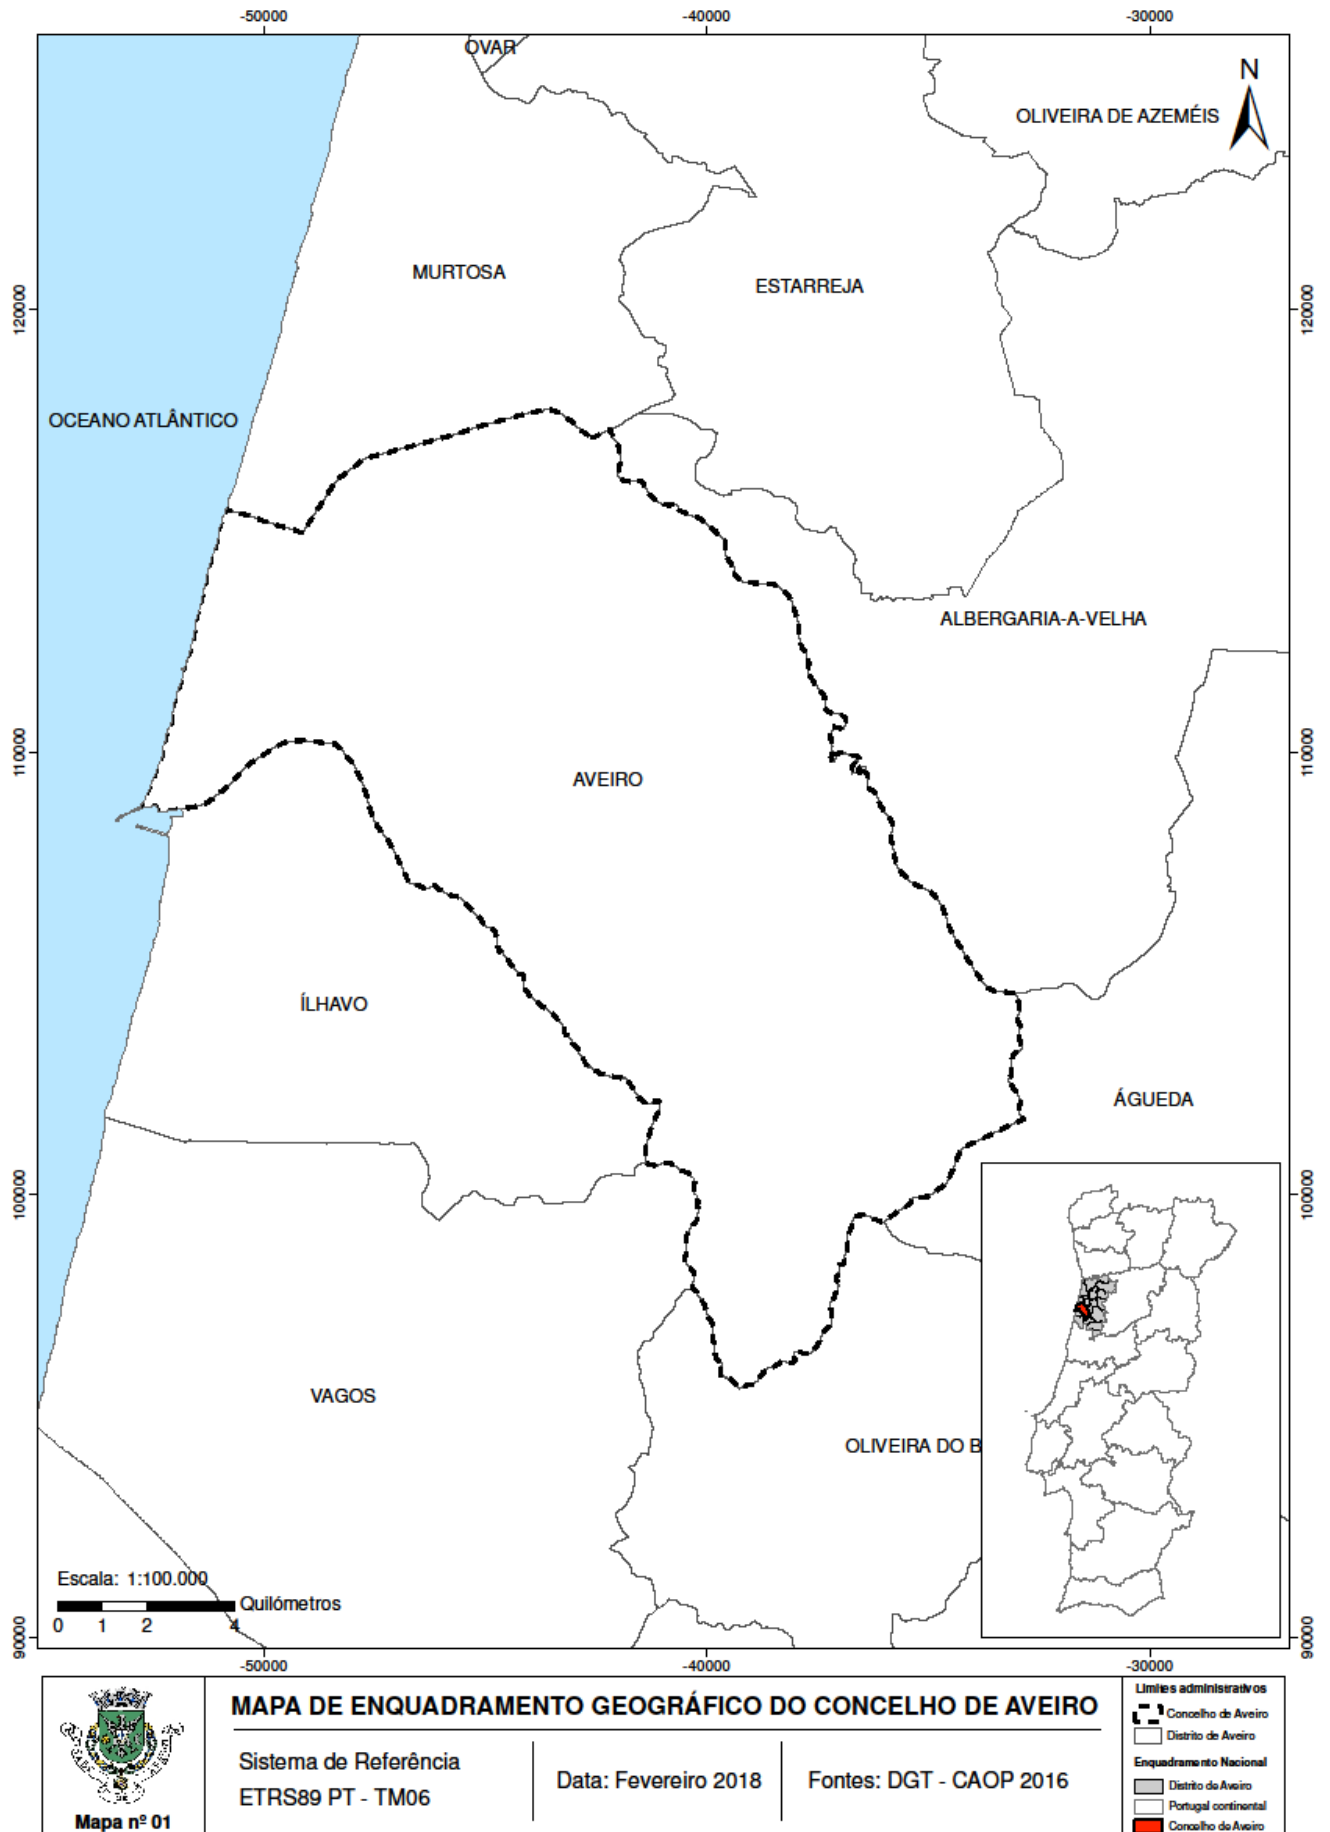 -50000
-40000
-30000
OVAR
N
OLIVEIRA DE AZEMÉIS
MURTOSA
ESTARREJA
120000
120000
OCEANO ATLÂNTICO
ALBERGARIA-A-VELHA
110000
110000
AVEIRO
ÍLHAVO
ÁGUEDA
100000
100000
VAGOS
OLIVEIRA DO B
Escala: 1:100.000
Quilómetros
0 1 2 4
90000
90000
-50000
-40000
-30000
MAPA DE ENQUADRAMENTO GEOGRÁFICO DO CONCELHO DE AVEIRO
Sistema de Referência
ETRS89 PT - TM06
Data: Fevereiro 2018
Fontes: DGT - CAOP 2016
Mapa nº 01
Limites administrativos
Concelho de Aveiro
Distrito de Aveiro
Enquadramento Nacional
Distrito de Aveiro
Portugal continental
Concelho de Aveiro